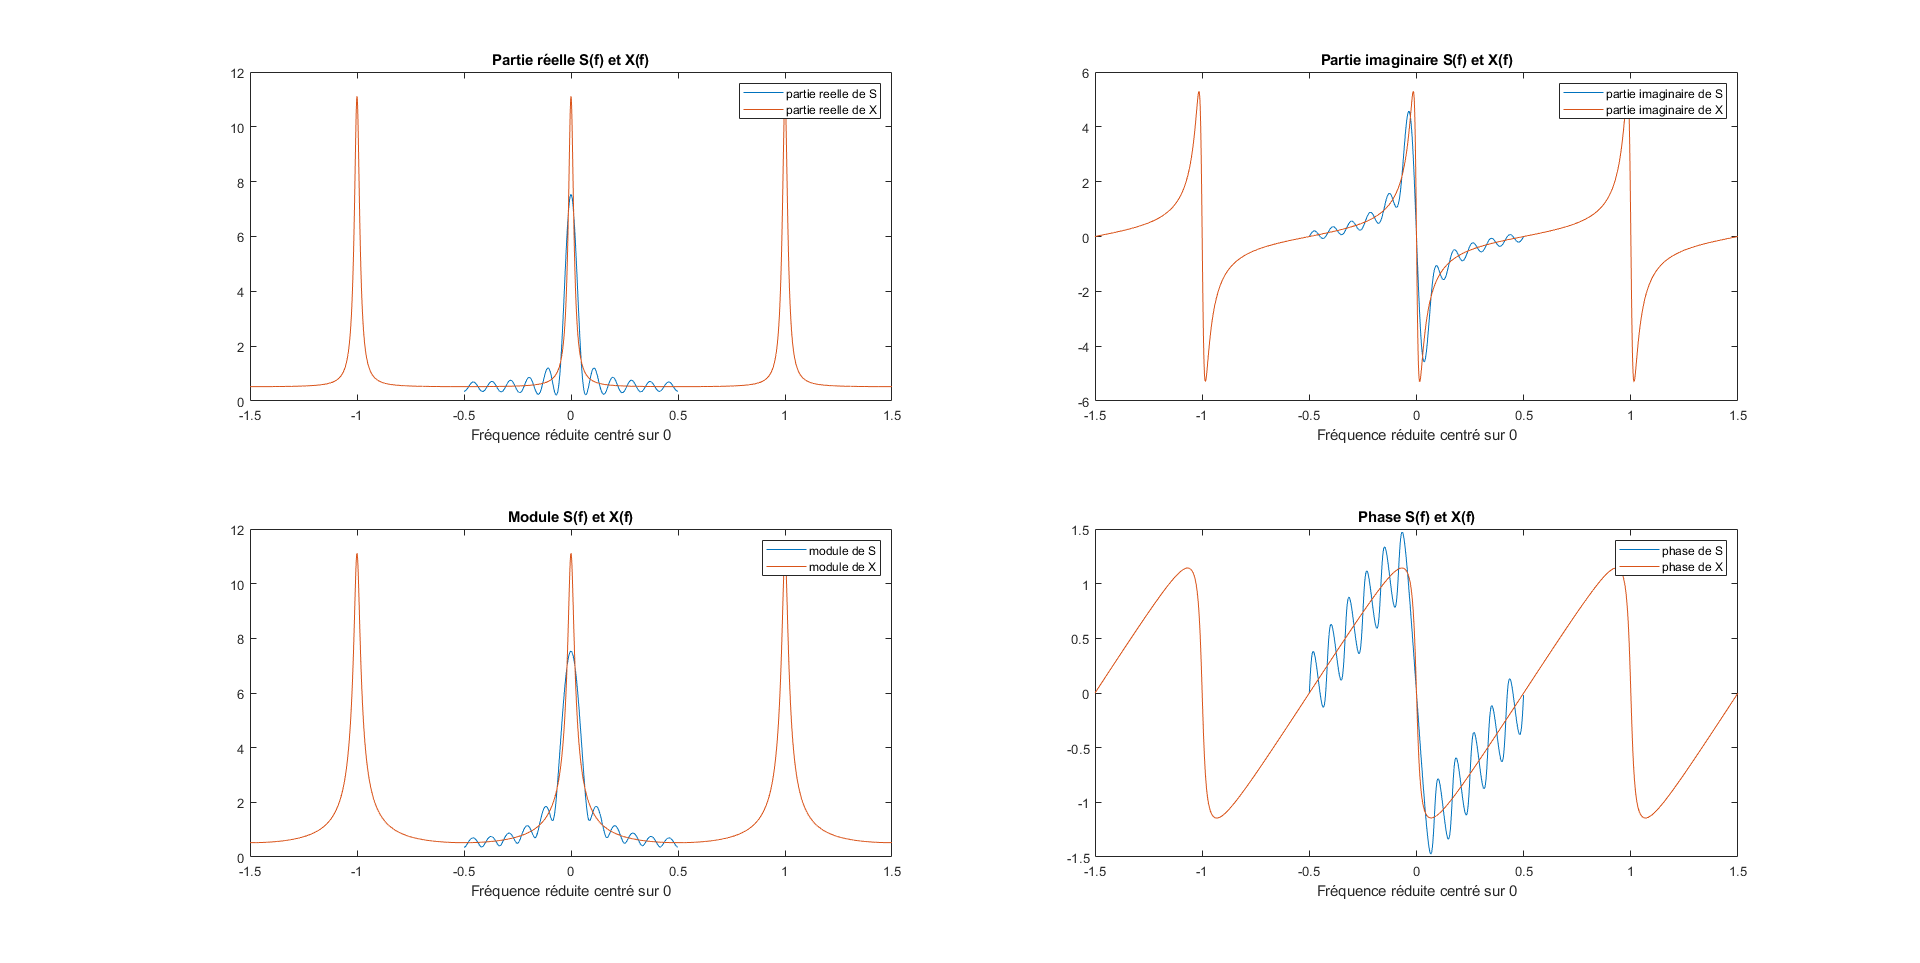 Partie réelle S(f) et X(f)
12
10
8
6
4
2
0
-1.5 -1 -0.5 0 0.5 1 1.5
Fréquence réduite centré sur 0
partie reelle de S
partie reelle de X
Partie imaginaire S(f) et X(f)
6
4
2
0
-2
-4
-6
-1.5 -1 -0.5 0 0.5 1 1.5
Fréquence réduite centré sur 0
partie imaginaire de S
partie imaginaire de X
Module S(f) et X(f)
12
10
8
6
4
2
0
-1.5 -1 -0.5 0 0.5 1 1.5
Fréquence réduite centré sur 0
module de S
module de X
Phase S(f) et X(f)
1.5
1
0.5
0
-0.5
-1
-1.5
-1.5 -1 -0.5 0 0.5 1 1.5
Fréquence réduite centré sur 0
phase de S
phase de X